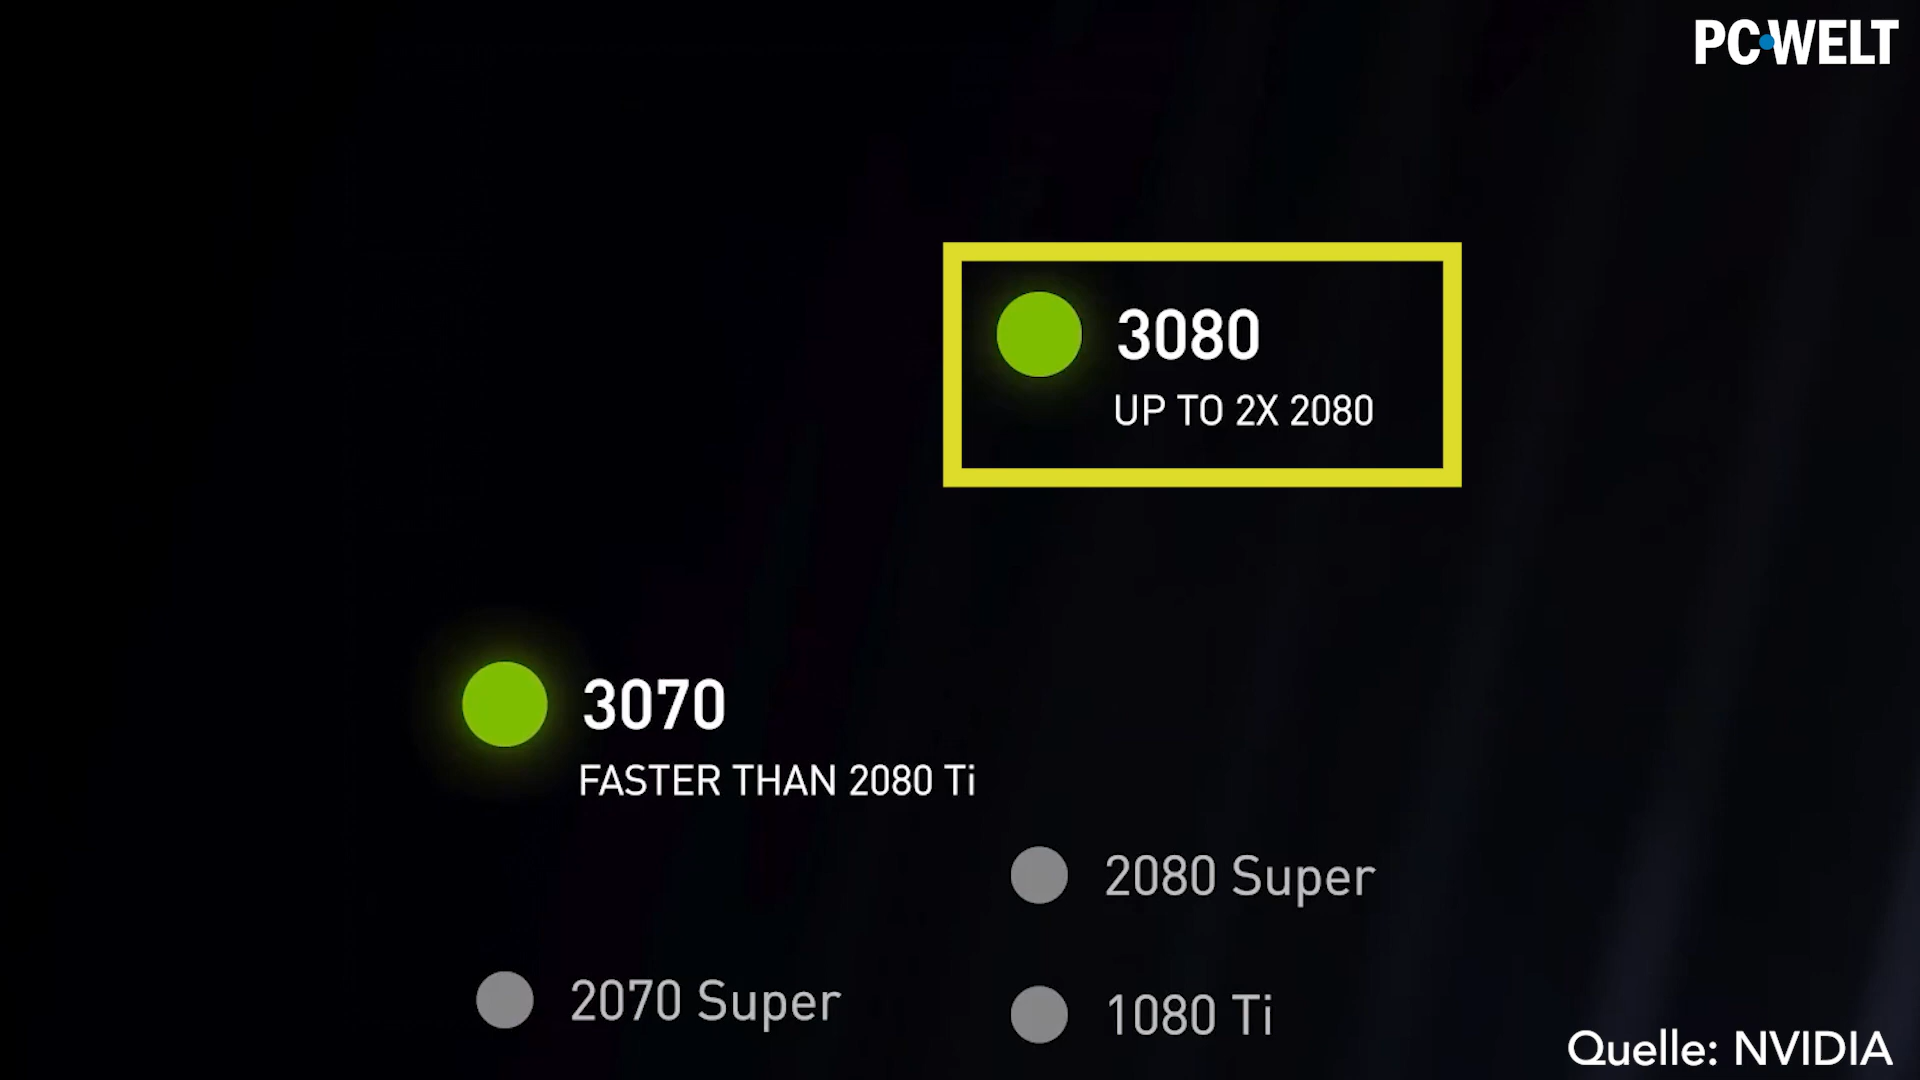 PC WELT
3080
UP TO 2X 2080
3070
FASTER THAN 2080 Ti
2080 Super
2070 Super
1080 Ti
Quelle: NVIDIA